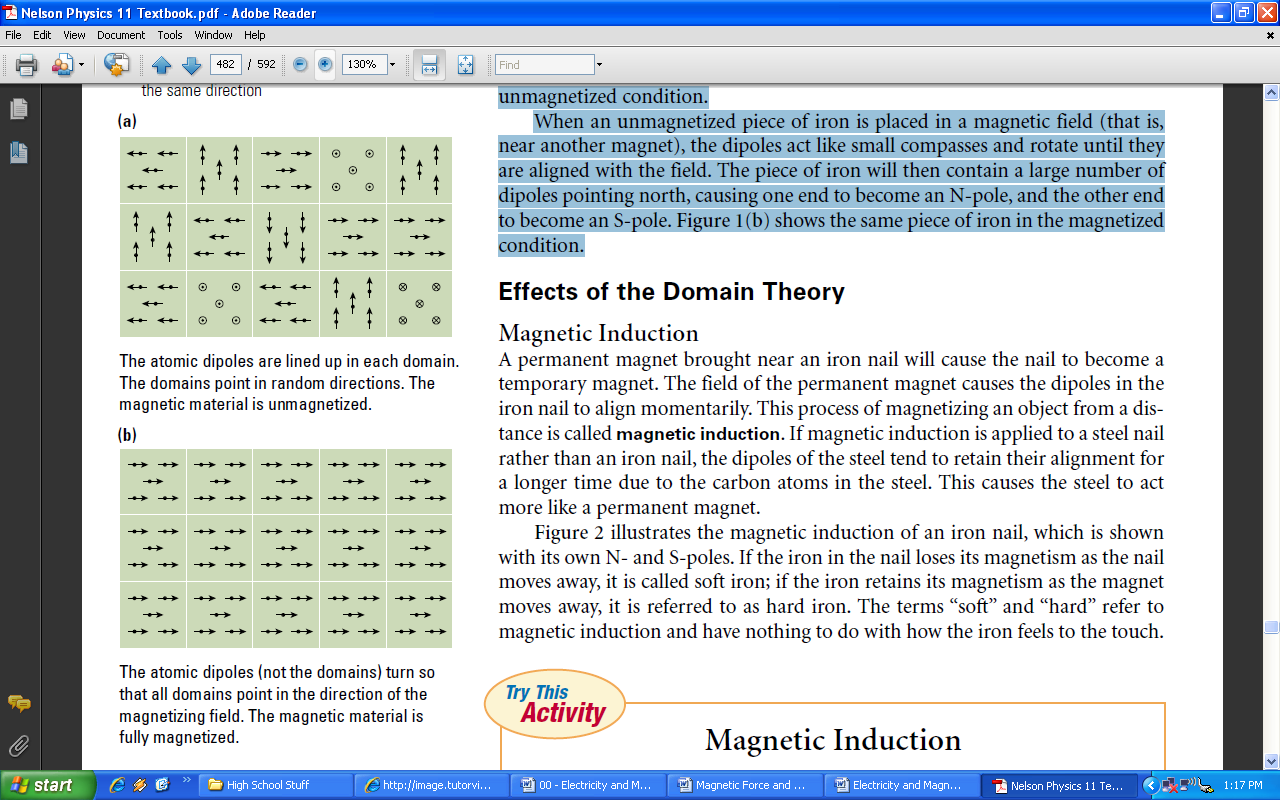 Nelson Physics 11 Textbook.pdf - Adobe Reader
File Edit View Document Tools Window Help
482 / 592 130% Find
the same direction
(a)
The atomic dipoles are lined up in each domain.
The domains point in random directions. The
magnetic material is unmagnetized.
(b)
The atomic dipoles (not the domains) turn so
that all domains point in the direction of the
magnetizing field. The magnetic material is
fully magnetized.
unmagnetized condition.
When an unmagnetized piece of iron is placed in a magnetic field (that is,
near another magnet), the dipoles act like small compasses and rotate until they
are aligned with the field. The piece of iron will then contain a large number of
dipoles pointing north, causing one end to become an N-pole, and the other end
to become an S-pole. Figure 1(b) shows the same piece of iron in the magnetized
condition.
Effects of the Domain Theory
Magnetic Induction
A permanent magnet brought near an iron nail will cause the nail to become a
temporary magnet. The field of the permanent magnet causes the dipoles in the
iron nail to align momentarily. This process of magnetizing an object from a dis-
tance is called magnetic induction. If magnetic induction is applied to a steel nail
rather than an iron nail, the dipoles of the steel tend to retain their alignment for
a longer time due to the carbon atoms in the steel. This causes the steel to act
more like a permanent magnet.
Figure 2 illustrates the magnetic induction of an iron nail, which is shown
with its own N- and S-poles. If the iron in the nail loses its magnetism as the nail
moves away, it is called soft iron; if the iron retains its magnetism as the magnet
moves away, it is referred to as hard iron. The terms “soft” and “hard” refer to
magnetic induction and have nothing to do with how the iron feels to the touch.
Try This
Activity
Magnetic Induction
start High School Stuff http://image.tutorvi... 00 - Electricity and M... Magnetic Force and ... Electricity and Magn... Nelson Physics 11 Te... 1:17 PM